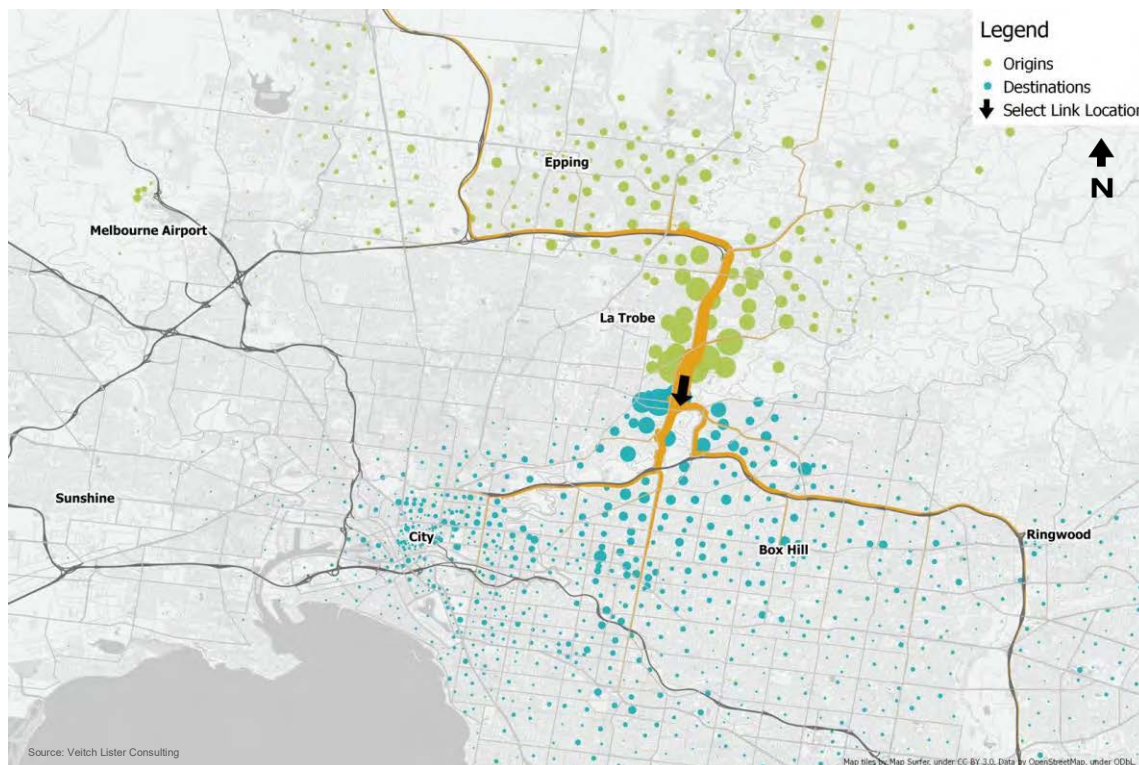 Legend
Origins
Destinations
Select Link Location
N
Epping
Melbourne Airport
La Trobe
Sunshine
City
Box Hill
Ringwood
Source: Veitch Lister Consulting
Map tiles by Map Surfer, under CC BY 3.0. Data by OpenStreetMap, under ODbL.